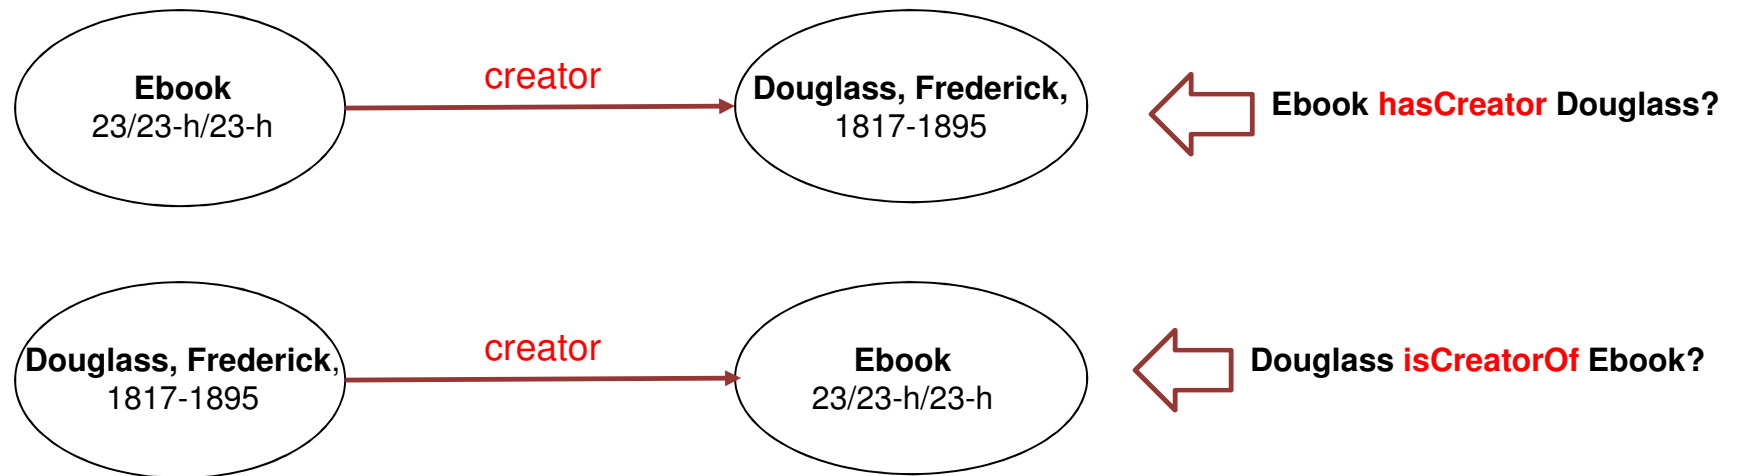 Ebook
23/23-h/23-h
creator
Douglass, Frederick,
1817-1895
Ebook hasCreator Douglass?
Douglass, Frederick,
1817-1895
creator
Ebook
23/23-h/23-h
Douglass isCreatorOf Ebook?